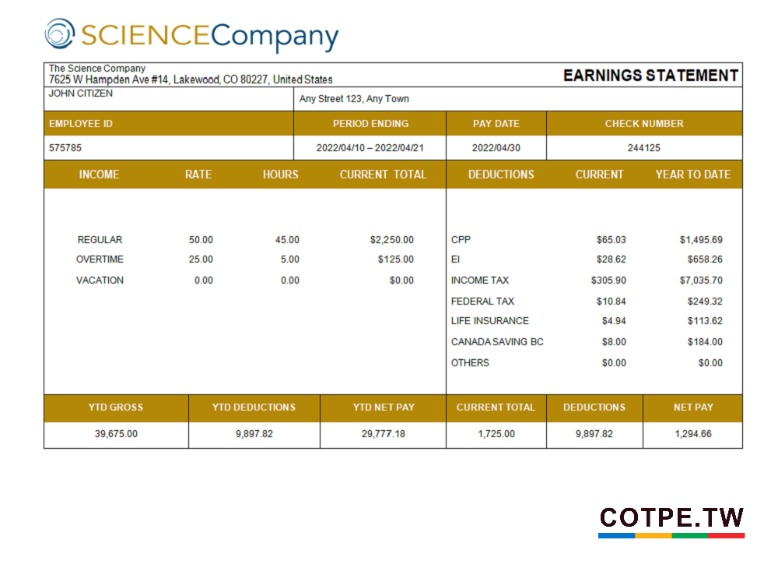 SCIENCECompany
The Science Company
7625 W Hampden Ave #14, Lakewood, CO 80227, United States
EARNINGS STATEMENT
JOHN CITIZEN
Any Street 123, Any Town
EMPLOYEE ID PERIOD ENDING PAY DATE CHECK NUMBER
575785 2022/04/10 – 2022/04/21 2022/04/30 244125
INCOME RATE HOURS CURRENT TOTAL DEDUCTIONS CURRENT YEAR TO DATE
REGULAR 50.00 45.00 $2,250.00 CPP $65.03 $1,495.69
OVERTIME 25.00 5.00 $125.00 EI $28.62 $658.26
VACATION 0.00 0.00 $0.00 INCOME TAX $305.90 $7,035.70
FEDERAL TAX $10.84 $249.32
LIFE INSURANCE $4.94 $113.62
CANADA SAVING BC $8.00 $184.00
OTHERS $0.00 $0.00
YTD GROSS YTD DEDUCTIONS YTD NET PAY CURRENT TOTAL DEDUCTIONS NET PAY
39,675.00 9,897.82 29,777.18 1,725.00 9,897.82 1,294.66
COTPE.TW